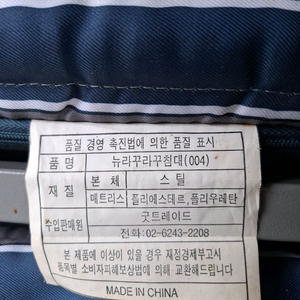 품질 경영 촉진법에 의한 품질 표시
품 명 뉴라꾸라꾸침대(004)
재 질 본 체 스 틸
매트리스 폴리에스테르,폴리우레탄
수입판매원 굿트레이드
전화:02-6243-2208
본 제품에 이상이 있을 경우 재정경제부고시
품목별 소비자피해보상법에 의해 교환해드립니다.
MADE IN CHINA